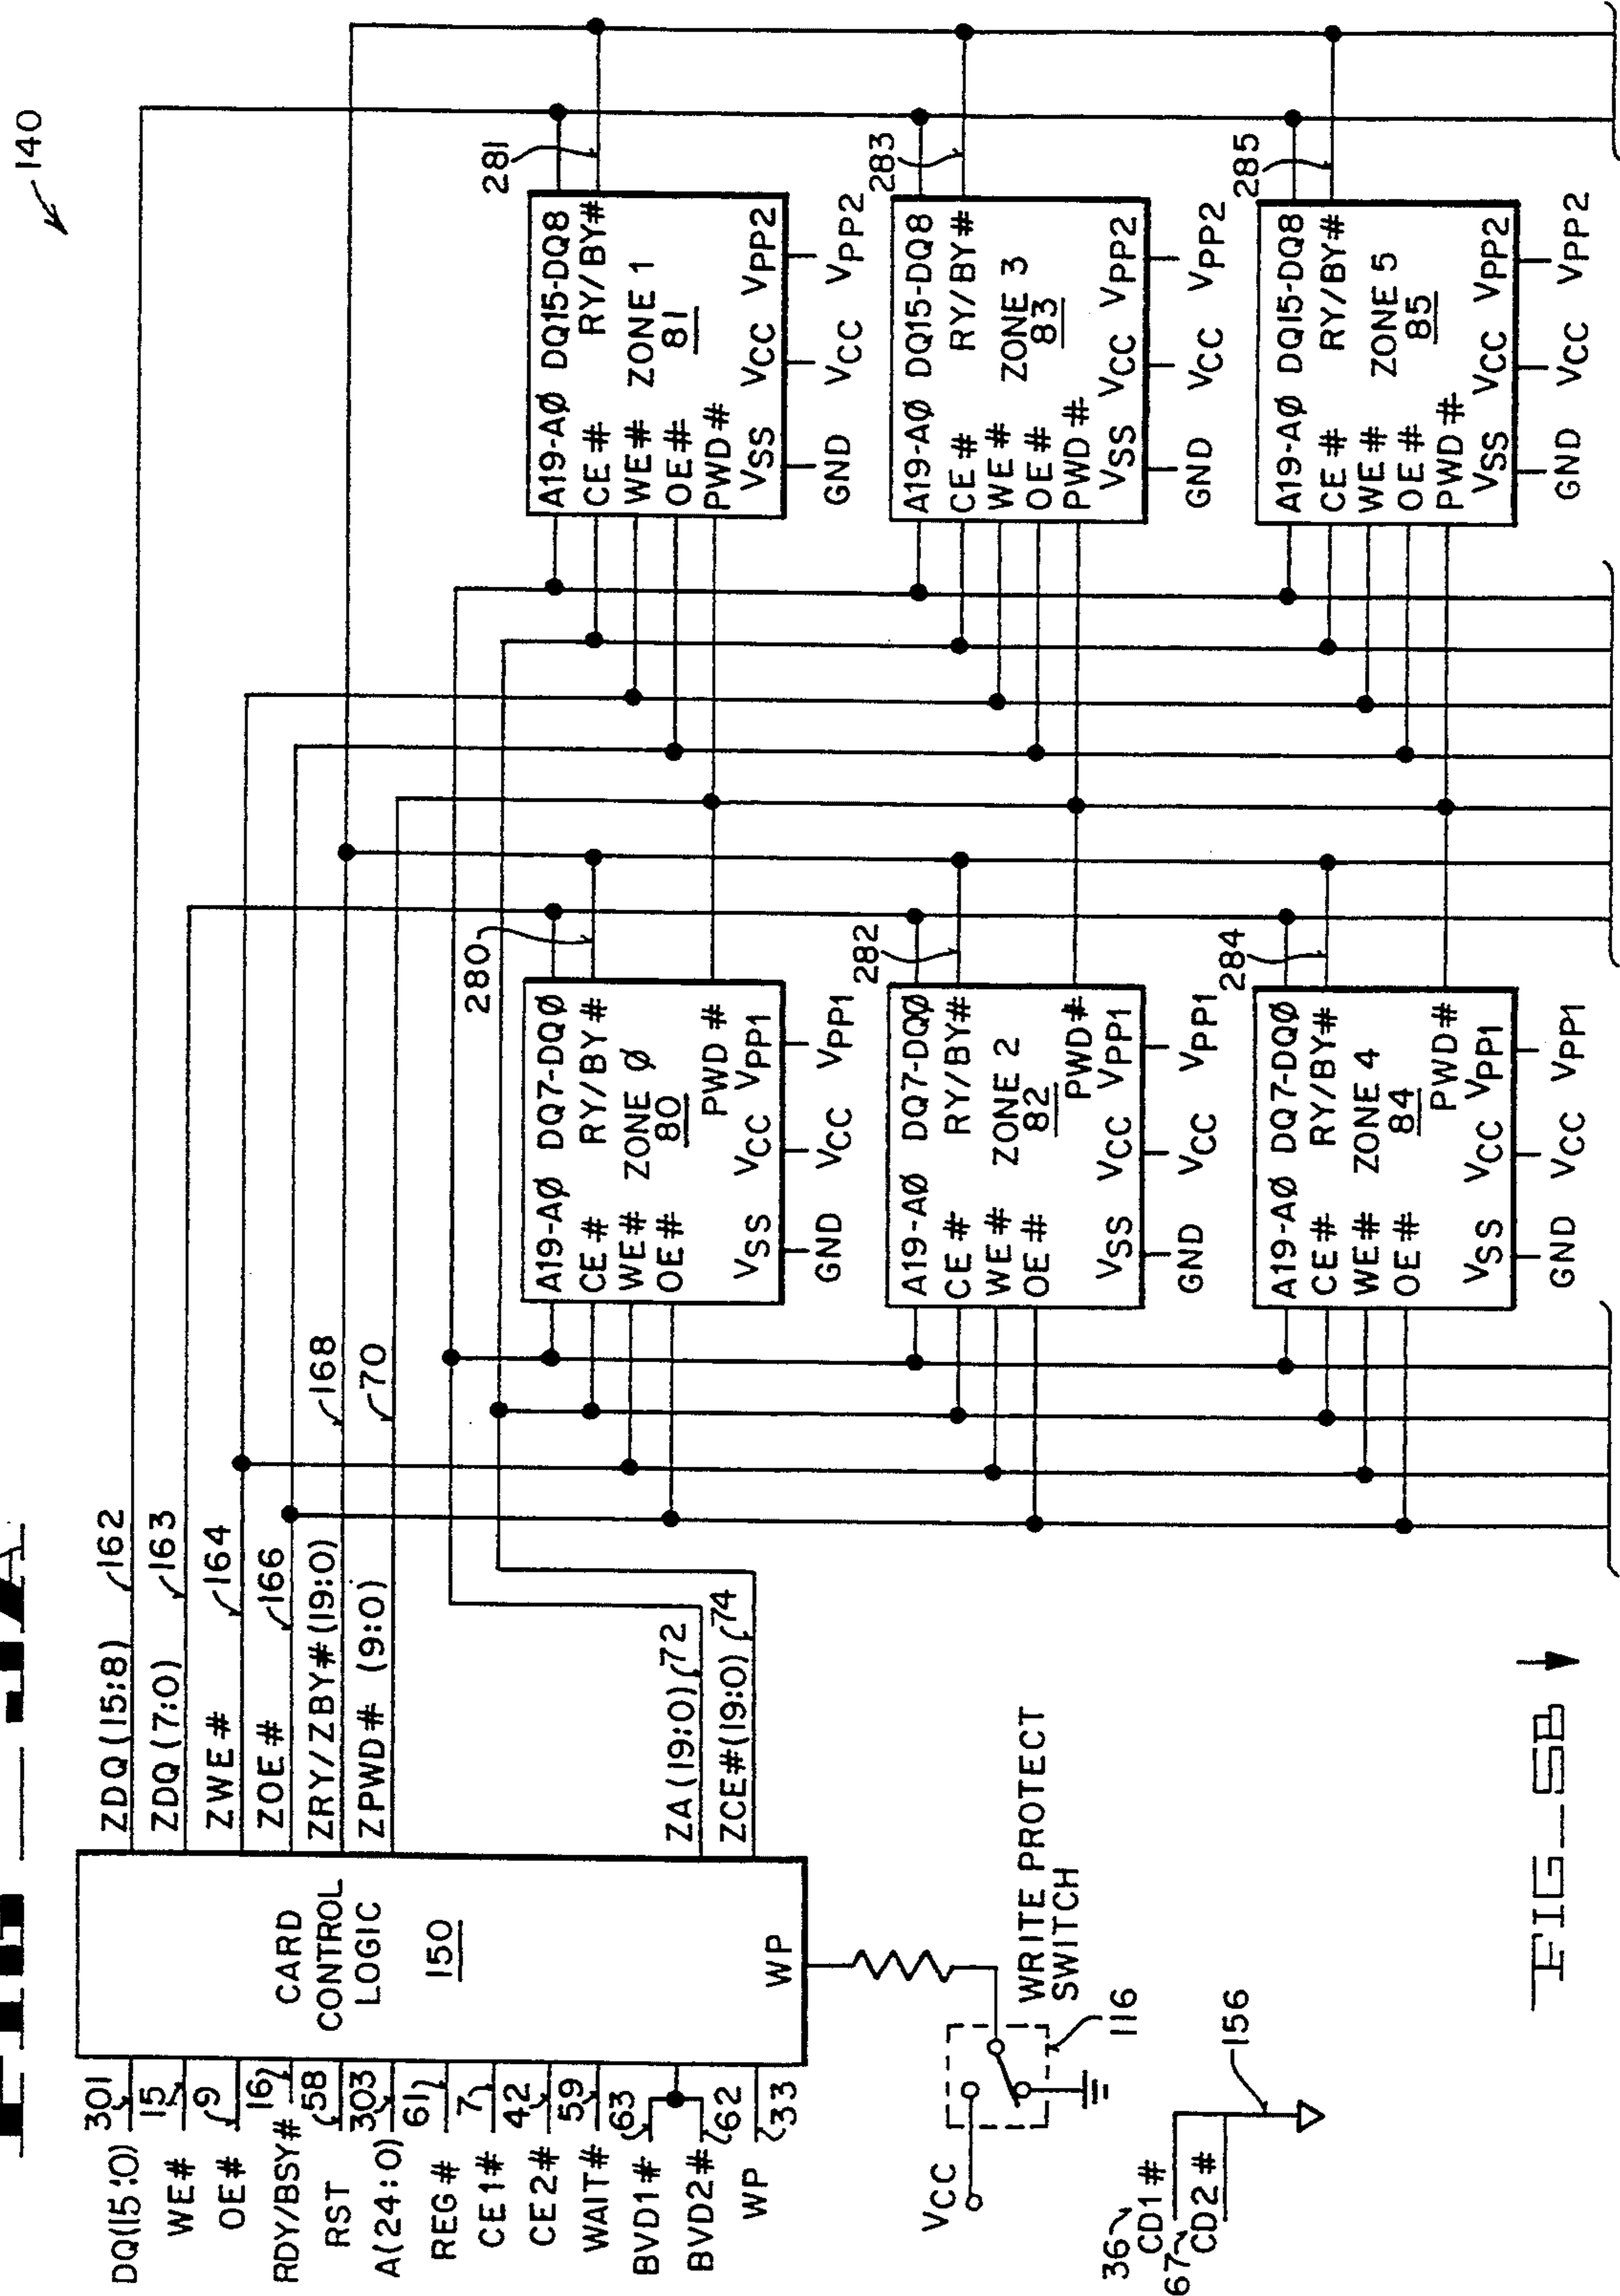 140
DQ(15:0) 301
WE# 15
OE# 9
RDY/BSY# 16
RST 58
A(24:0) 303
REG# 61
CE1# 7
CE2# 42
WAIT# 59
BVD1# 63
BVD2# 62
WP 33
CARD
CONTROL
LOGIC
150
WP
ZDQ (15:8) 162
ZDQ (7:0) 163
ZWE# 164
ZOE# 166
ZRY/ZBY# (19:0) 168
ZPWD# (9:0) 70
ZA (19:0) 72
ZCE# (19:0) 74
VCC
WRITE PROTECT
SWITCH
116
36
CD1#
67
CD2#
156
A19-AØ DQ7-DQØ
CE# RY/BY#
WE# ZONE Ø
OE# 80
PWD#
VSS VCC VPP1
GND VCC VPP1
280
A19-AØ DQ15-DQ8
CE# RY/BY#
WE# ZONE 1
OE# 81
PWD#
VSS VCC VPP2
GND VCC VPP2
281
A19-AØ DQ7-DQØ
CE# RY/BY#
WE# ZONE 2
OE# 82
PWD#
VSS VCC VPP1
GND VCC VPP1
282
A19-AØ DQ15-DQ8
CE# RY/BY#
WE# ZONE 3
OE# 83
PWD#
VSS VCC VPP2
GND VCC VPP2
283
A19-AØ DQ7-DQØ
CE# RY/BY#
WE# ZONE 4
OE# 84
PWD#
VSS VCC VPP1
GND VCC VPP1
284
A19-AØ DQ15-DQ8
CE# RY/BY#
WE# ZONE 5
OE# 85
PWD#
VSS VCC VPP2
GND VCC VPP2
285
FIG_5B